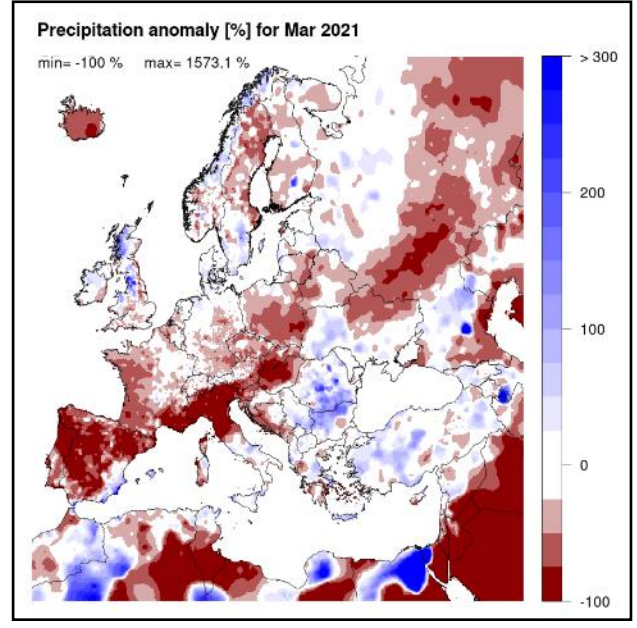 Precipitation anomaly [%] for Mar 2021
min= -100 % max= 1573.1 %
> 300
200
100
0
-100